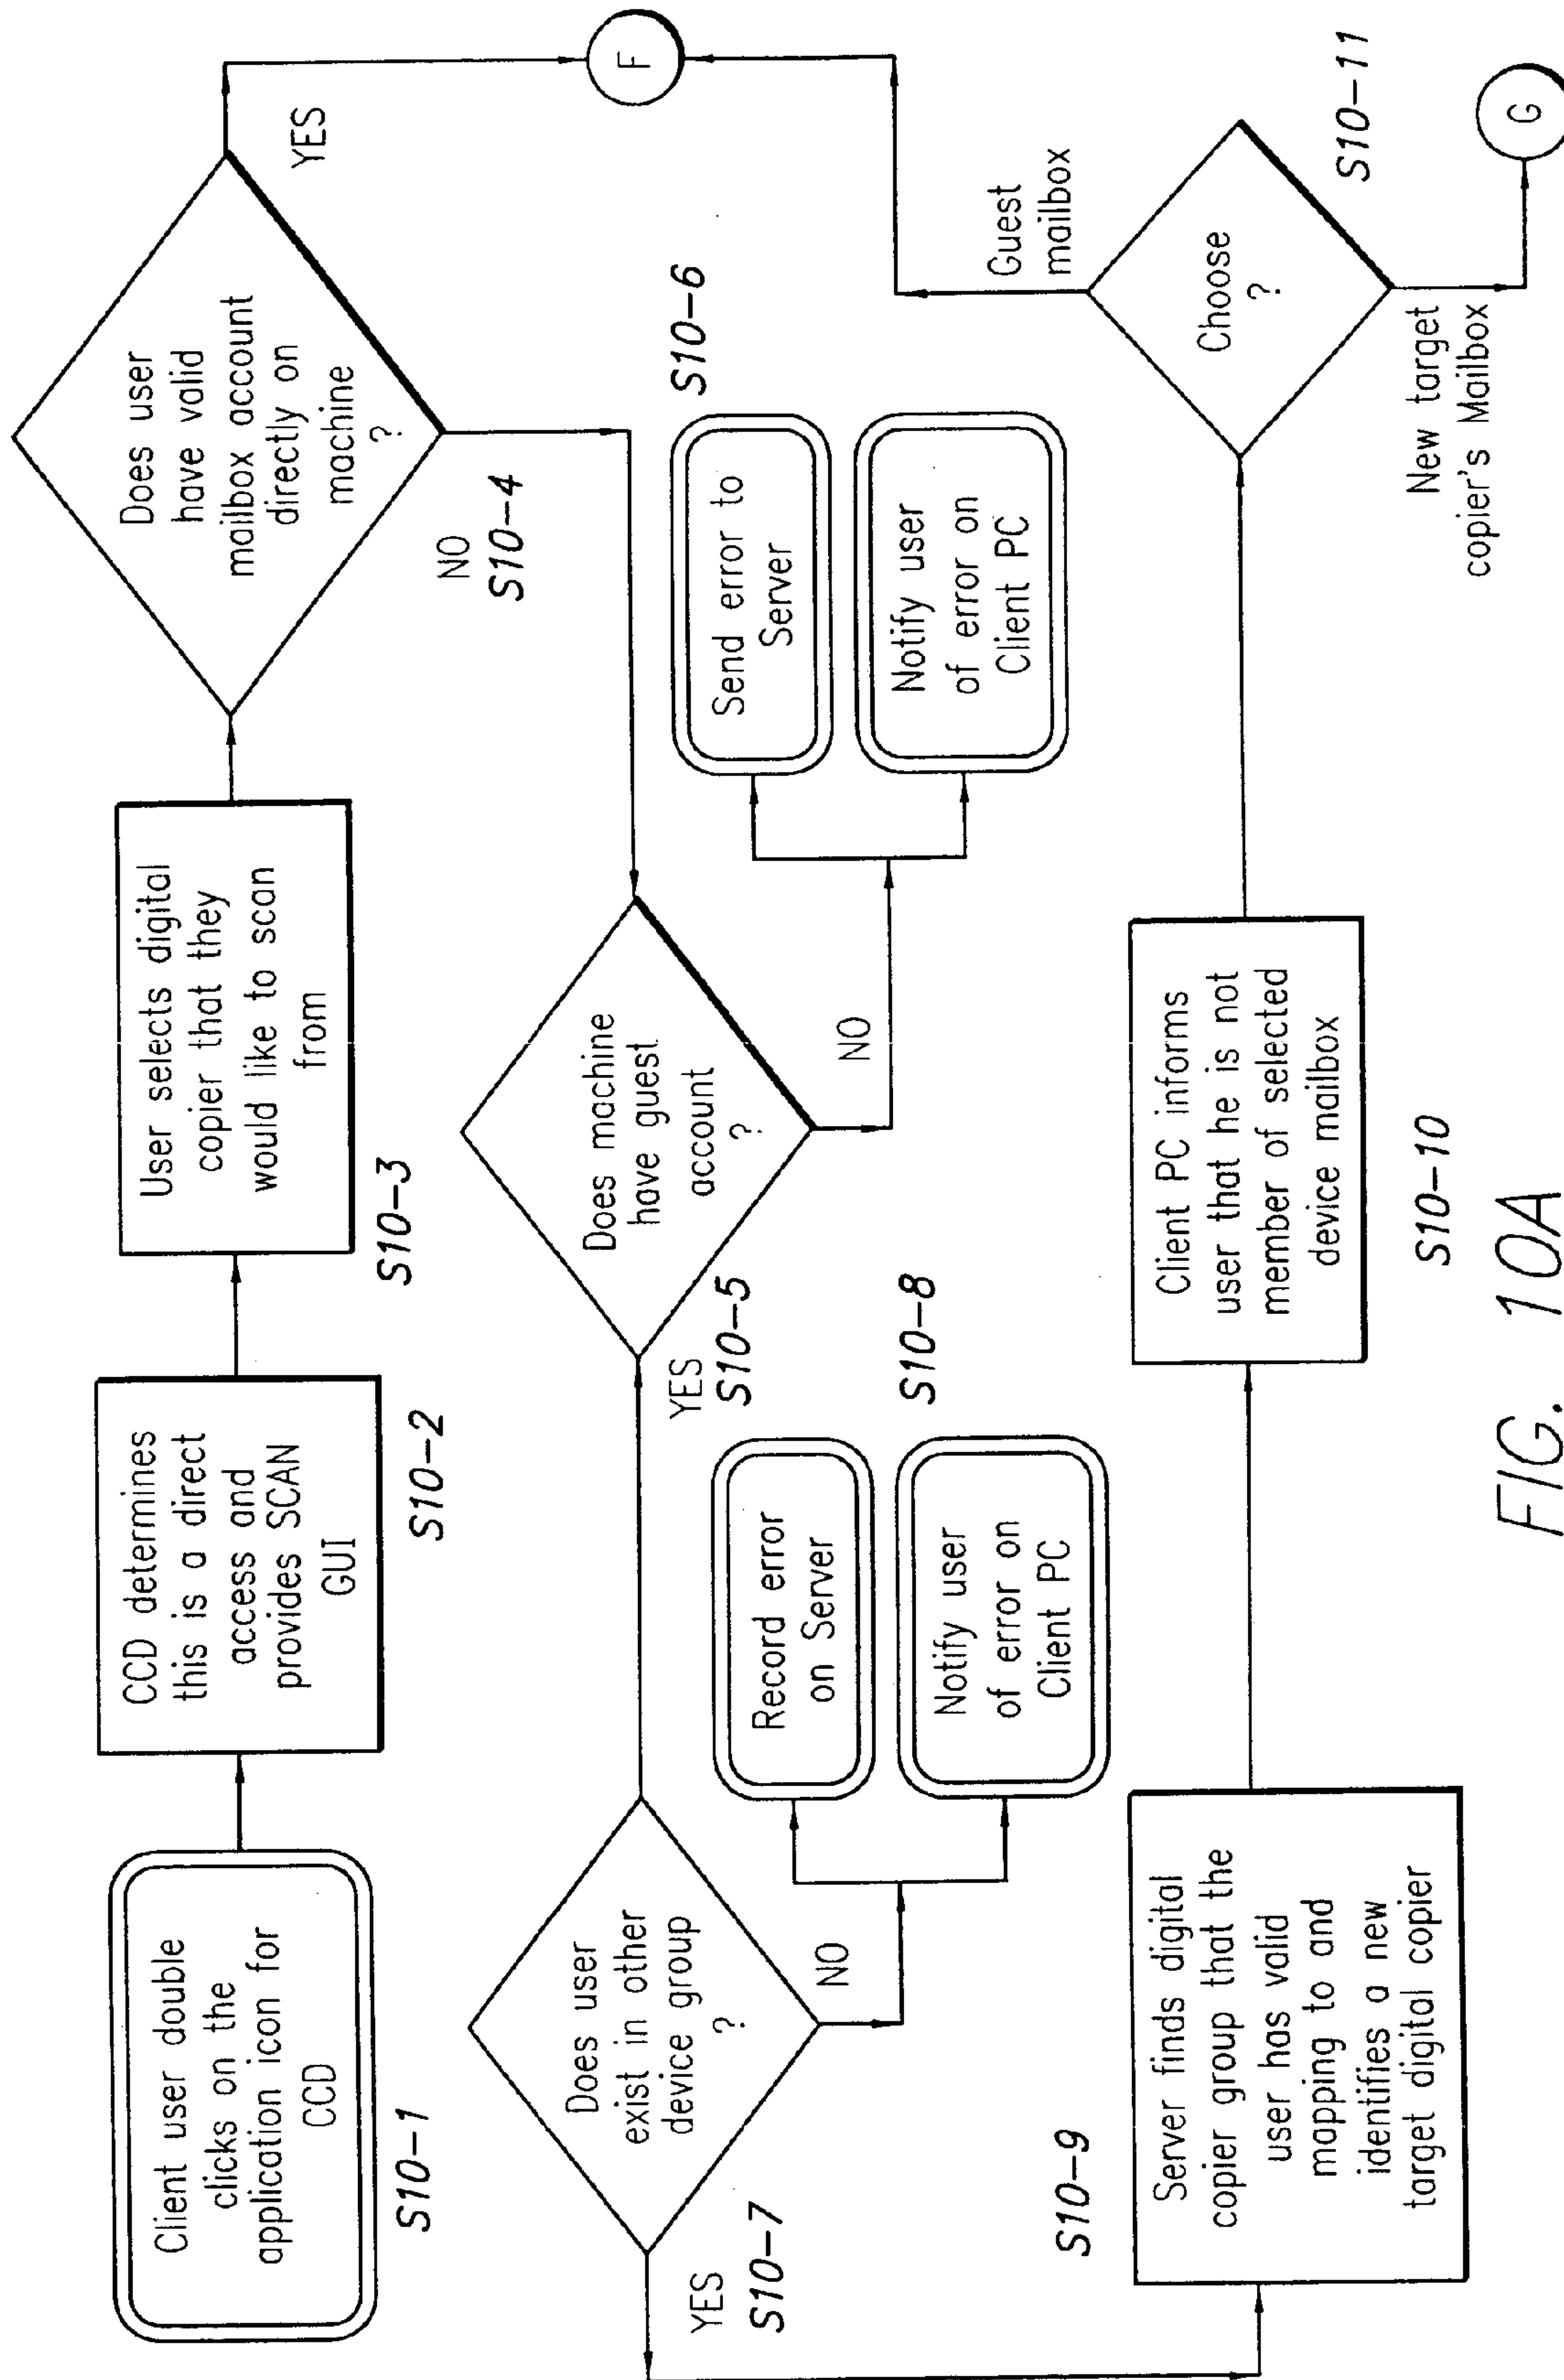 Client user double
clicks on the
application icon for
CCD
S10-1
CCD determines
this is a direct
access and
provides SCAN
GUI
S10-2
User selects digital
copier that they
would like to scan
from
S10-3
Does user
have valid
mailbox account
directly on
machine
?
YES
NO
S10-4
F
Does user
exist in other
device group
?
YES
S10-7
NO
Record error
on Server
Notify user
of error on
Client PC
S10-8
Does machine
have guest
account
?
YES
S10-5
NO
Send error to
Server
Notify user
of error on
Client PC
S10-6
Server finds digital
copier group that the
user has valid
mapping to and
identifies a new
target digital copier
S10-9
Client PC informs
user that he is not
member of selected
device mailbox
S10-10
Choose
?
Guest
mailbox
New target
copier's Mailbox
S10-11
G
FIG. 10A